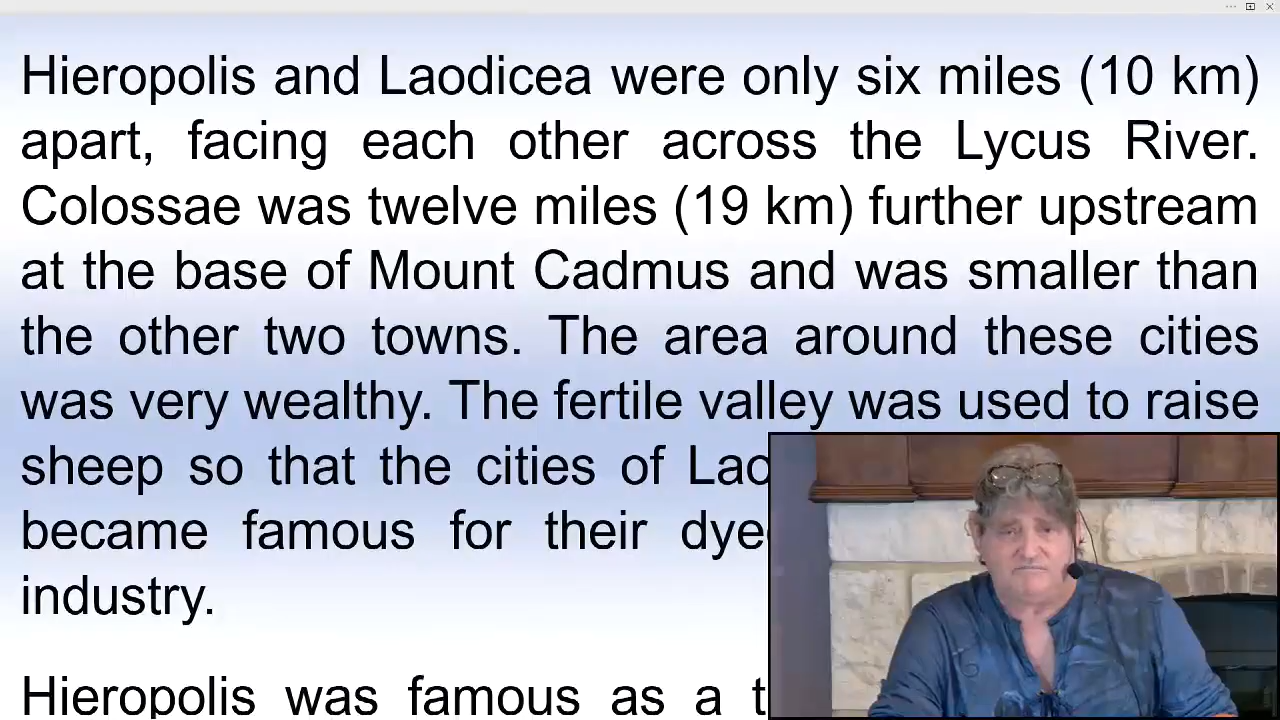 Hieropolis and Laodicea were only six miles (10 km)
apart, facing each other across the Lycus River.
Colossae was twelve miles (19 km) further upstream
at the base of Mount Cadmus and was smaller than
the other two towns. The area around these cities
was very wealthy. The fertile valley was used to raise
sheep so that the cities of
became famous for their
industry.
Hieropolis was famous as a